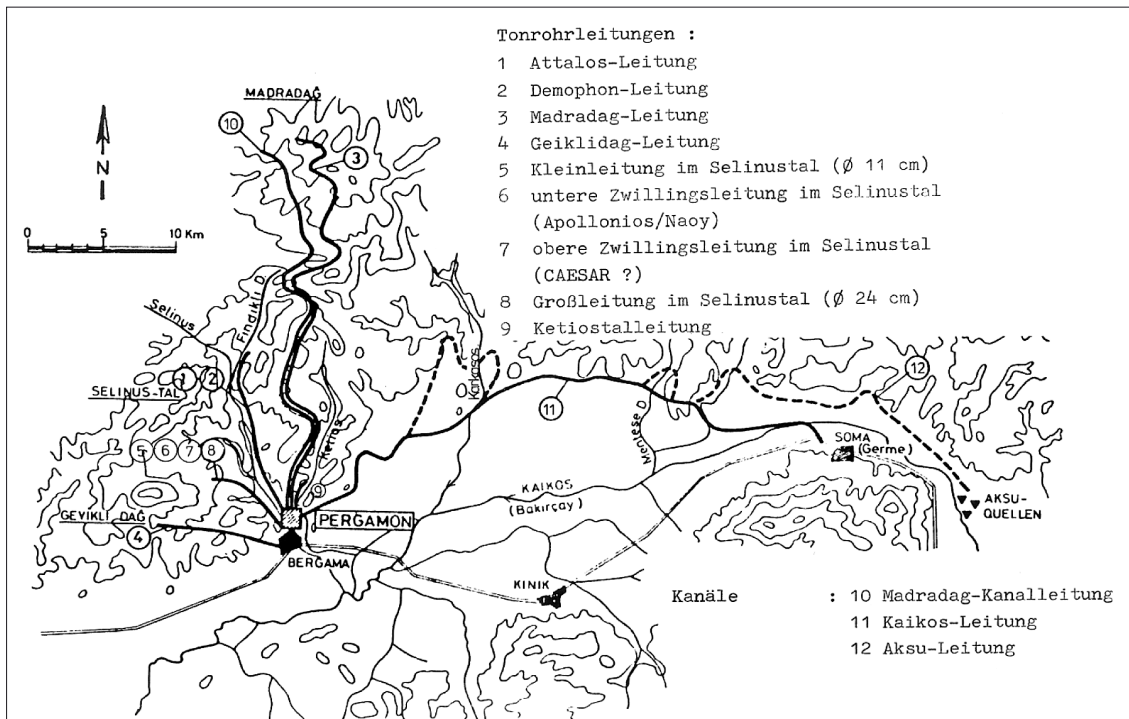 Tonrohrleitungen :
1 Attalos-Leitung
2 Demophon-Leitung
3 Madradag-Leitung
4 Geiklidag-Leitung
5 Kleinleitung im Selinustal (Ø 11 cm)
6 untere Zwillingsleitung im Selinustal
(Apollonios/Naoy)
7 obere Zwillingsleitung im Selinustal
(CAESAR ?)
8 Großleitung im Selinustal (Ø 24 cm)
9 Ketiostalleitung
MADRADAĞ
10
3
N
0 5 10 Km
Selinus
Findikli D
1 2
SELINUS-TAL
5 6 7 8
GEVIKLI DAĞ
4
Ketios
9
PERGAMON
BERGAMA
Karkasos
11
Menteşe D
12
KAIKOS
(Bakırçay)
SOMA
(Germe)
AKSU-
QUELLEN
KINIK
Kanäle : 10 Madradag-Kanalleitung
11 Kaikos-Leitung
12 Aksu-Leitung